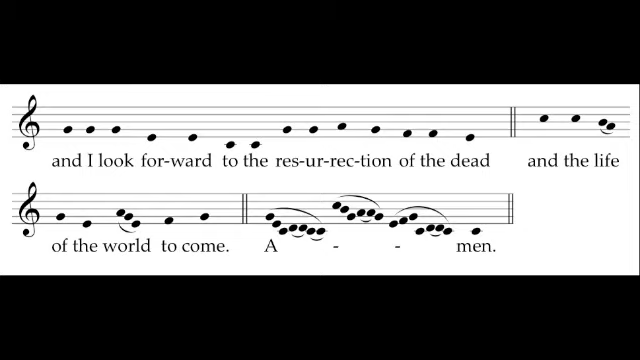 and I look for-ward to the res-ur-rec-tion of the dead and the life
of the world to come. A - - men.